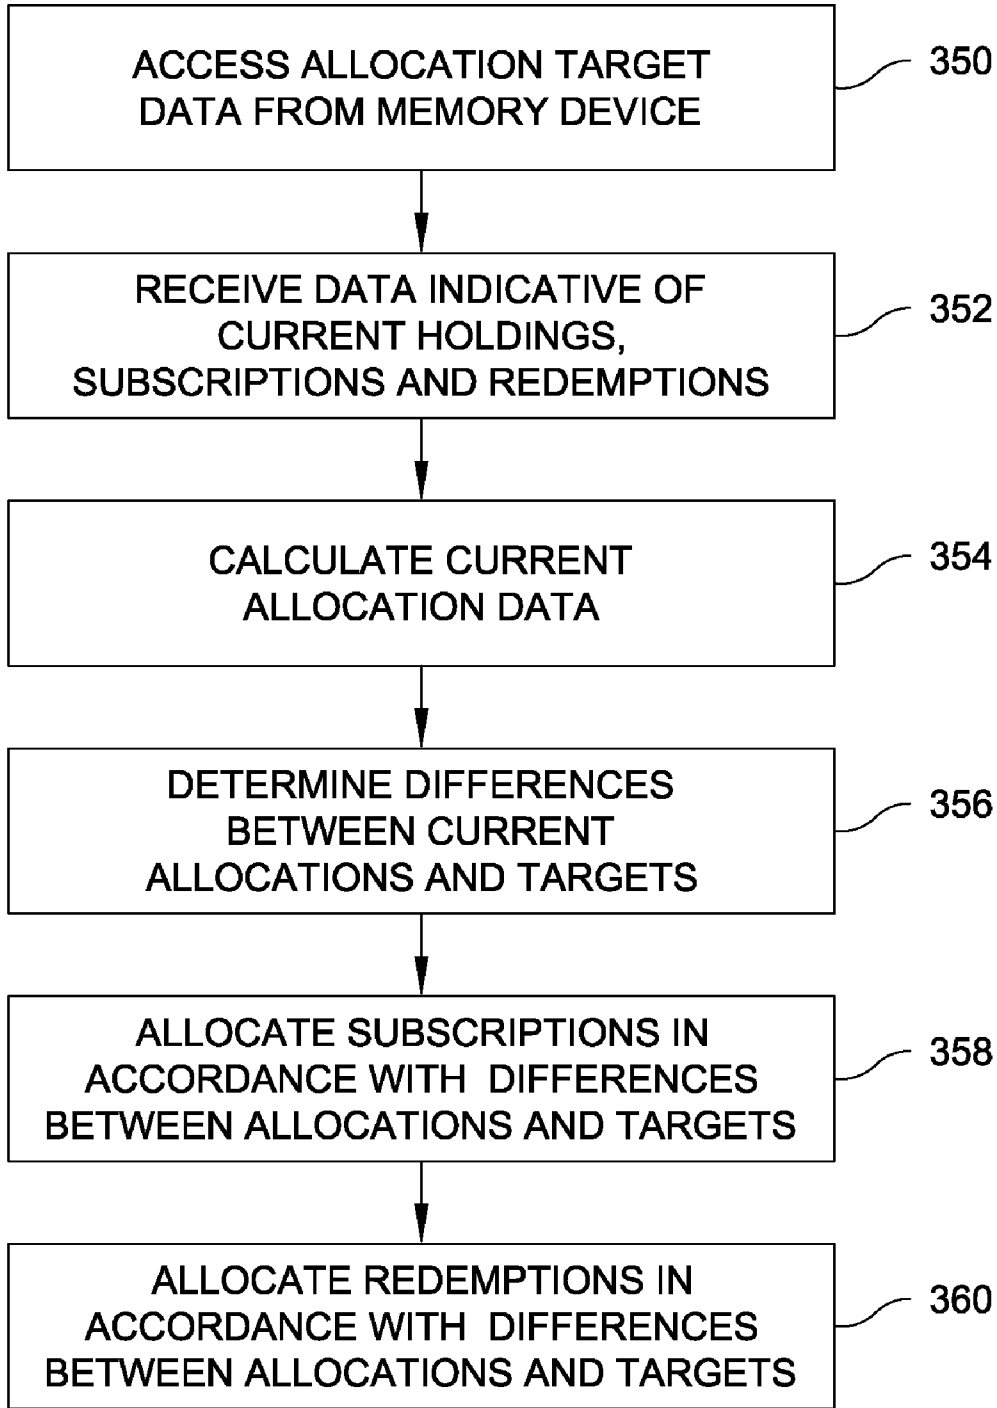 ACCESS ALLOCATION TARGET
DATA FROM MEMORY DEVICE
350
RECEIVE DATA INDICATIVE OF
CURRENT HOLDINGS,
SUBSCRIPTIONS AND REDEMPTIONS
352
CALCULATE CURRENT
ALLOCATION DATA
354
DETERMINE DIFFERENCES
BETWEEN CURRENT
ALLOCATIONS AND TARGETS
356
ALLOCATE SUBSCRIPTIONS IN
ACCORDANCE WITH DIFFERENCES
BETWEEN ALLOCATIONS AND TARGETS
358
ALLOCATE REDEMPTIONS IN
ACCORDANCE WITH DIFFERENCES
BETWEEN ALLOCATIONS AND TARGETS
360